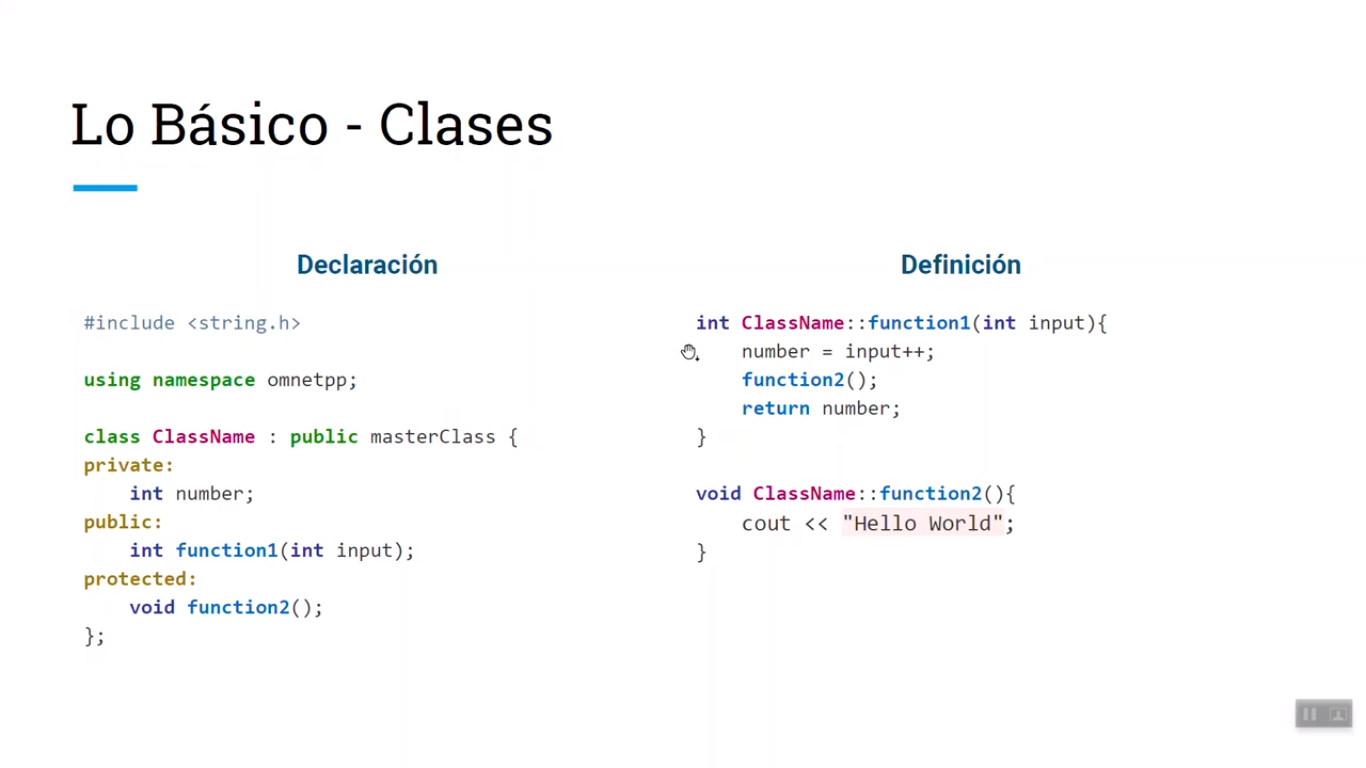 Lo Básico - Clases
Declaración
#include <string.h>
using namespace omnetpp;
class ClassName : public masterClass {
private:
int number;
public:
int function1(int input);
protected:
void function2();
};
Definición
int ClassName::function1(int input){
number = input++;
function2();
return number;
}
void ClassName::function2(){
cout << "Hello World";
}